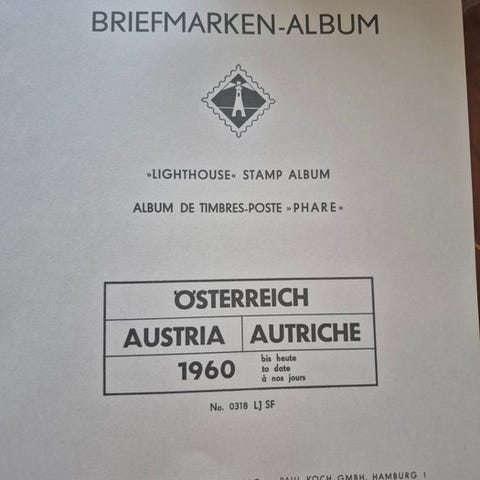 BRIEFMARKEN-ALBUM
»LIGHTHOUSE« STAMP ALBUM
ALBUM DE TIMBRES-POSTE »PHARE«
ÖSTERREICH
AUSTRIA AUTRICHE
1960 bis heute
to date
à nos jours
No. 0318 LJ SF
PAUL KOCH GMBH, HAMBURG 1